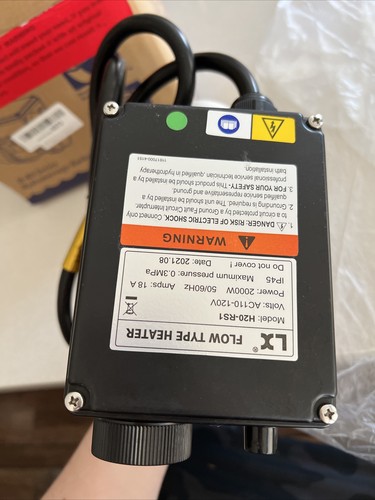 LX® FLOW TYPE HEATER
Model: H20-RS1
Volts: AC110-120V
Power: 2000W 50/60Hz Amps: 18 A
IP45 Maximum pressure: 0.3MPa
Do not cover ! Date: 2021.08
WARNING
1. DANGER: RISK OF ELECTRIC SHOCK, Connect only
to circuit protected by a Ground Fault Circuit Interrupter.
2. Grounding is required. The unit should be installed by a
qualified service representative and ground.
3. FOR YOUR SAFETY-This product should be installed by a
professional service technician, qualified in hydrotherapy
bath installation.